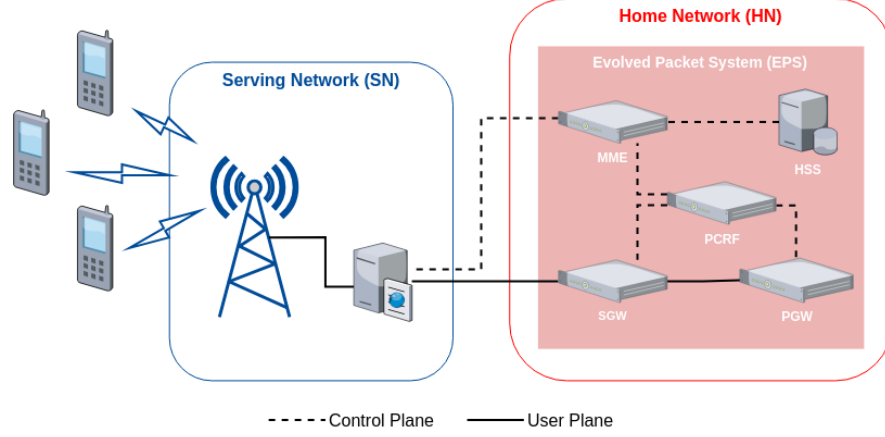 Home Network (HN)
Evolved Packet System (EPS)
Serving Network (SN)
MME
HSS
PCRF
SGW
PGW
Control Plane
User Plane